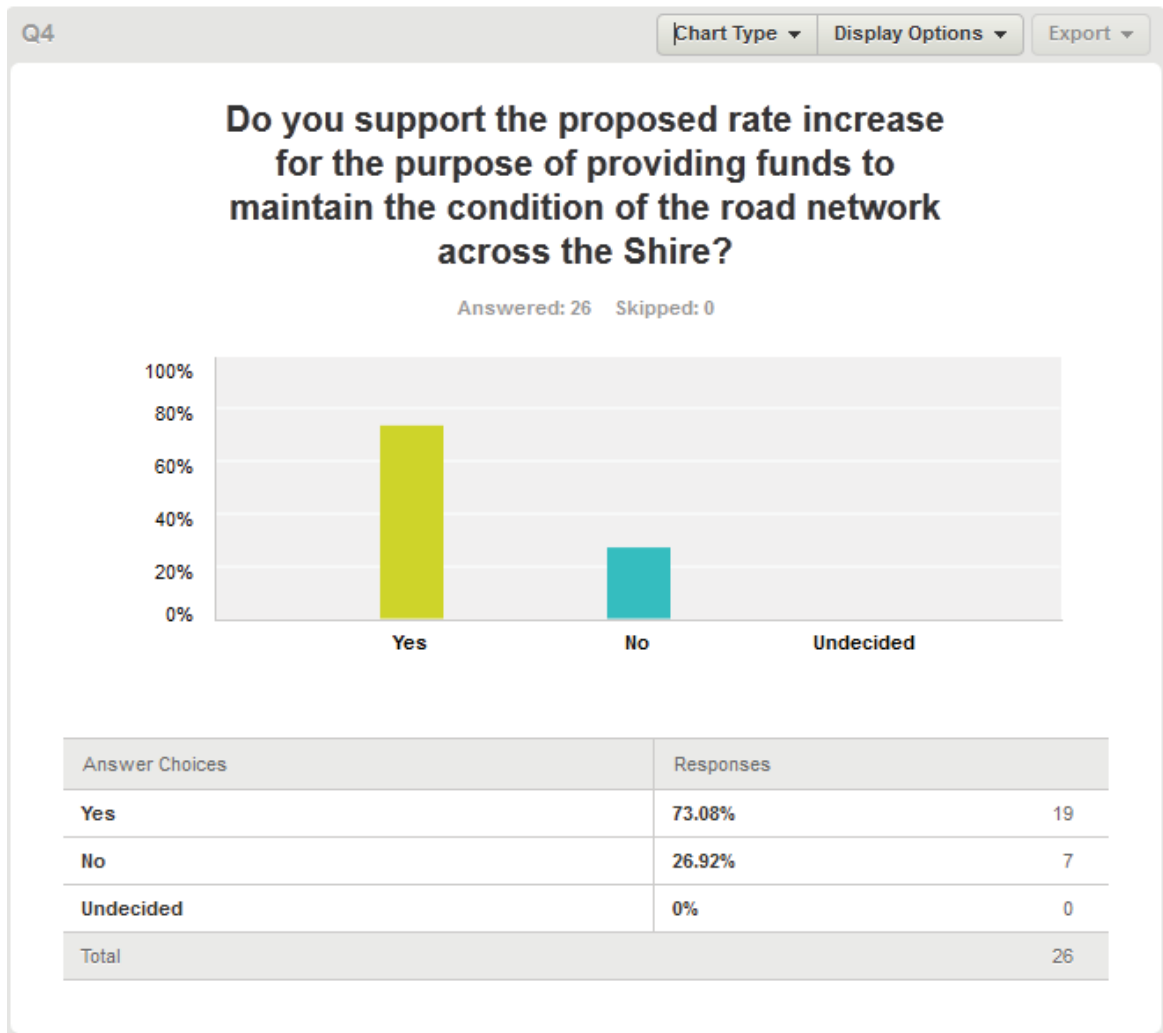 Q4
Chart Type Display Options Export
Do you support the proposed rate increase
for the purpose of providing funds to
maintain the condition of the road network
across the Shire?
Answered: 26 Skipped: 0
100%
80%
60%
40%
20%
0%
Yes No Undecided
Answer Choices Responses
Yes 73.08% 19
No 26.92% 7
Undecided 0% 0
Total 26